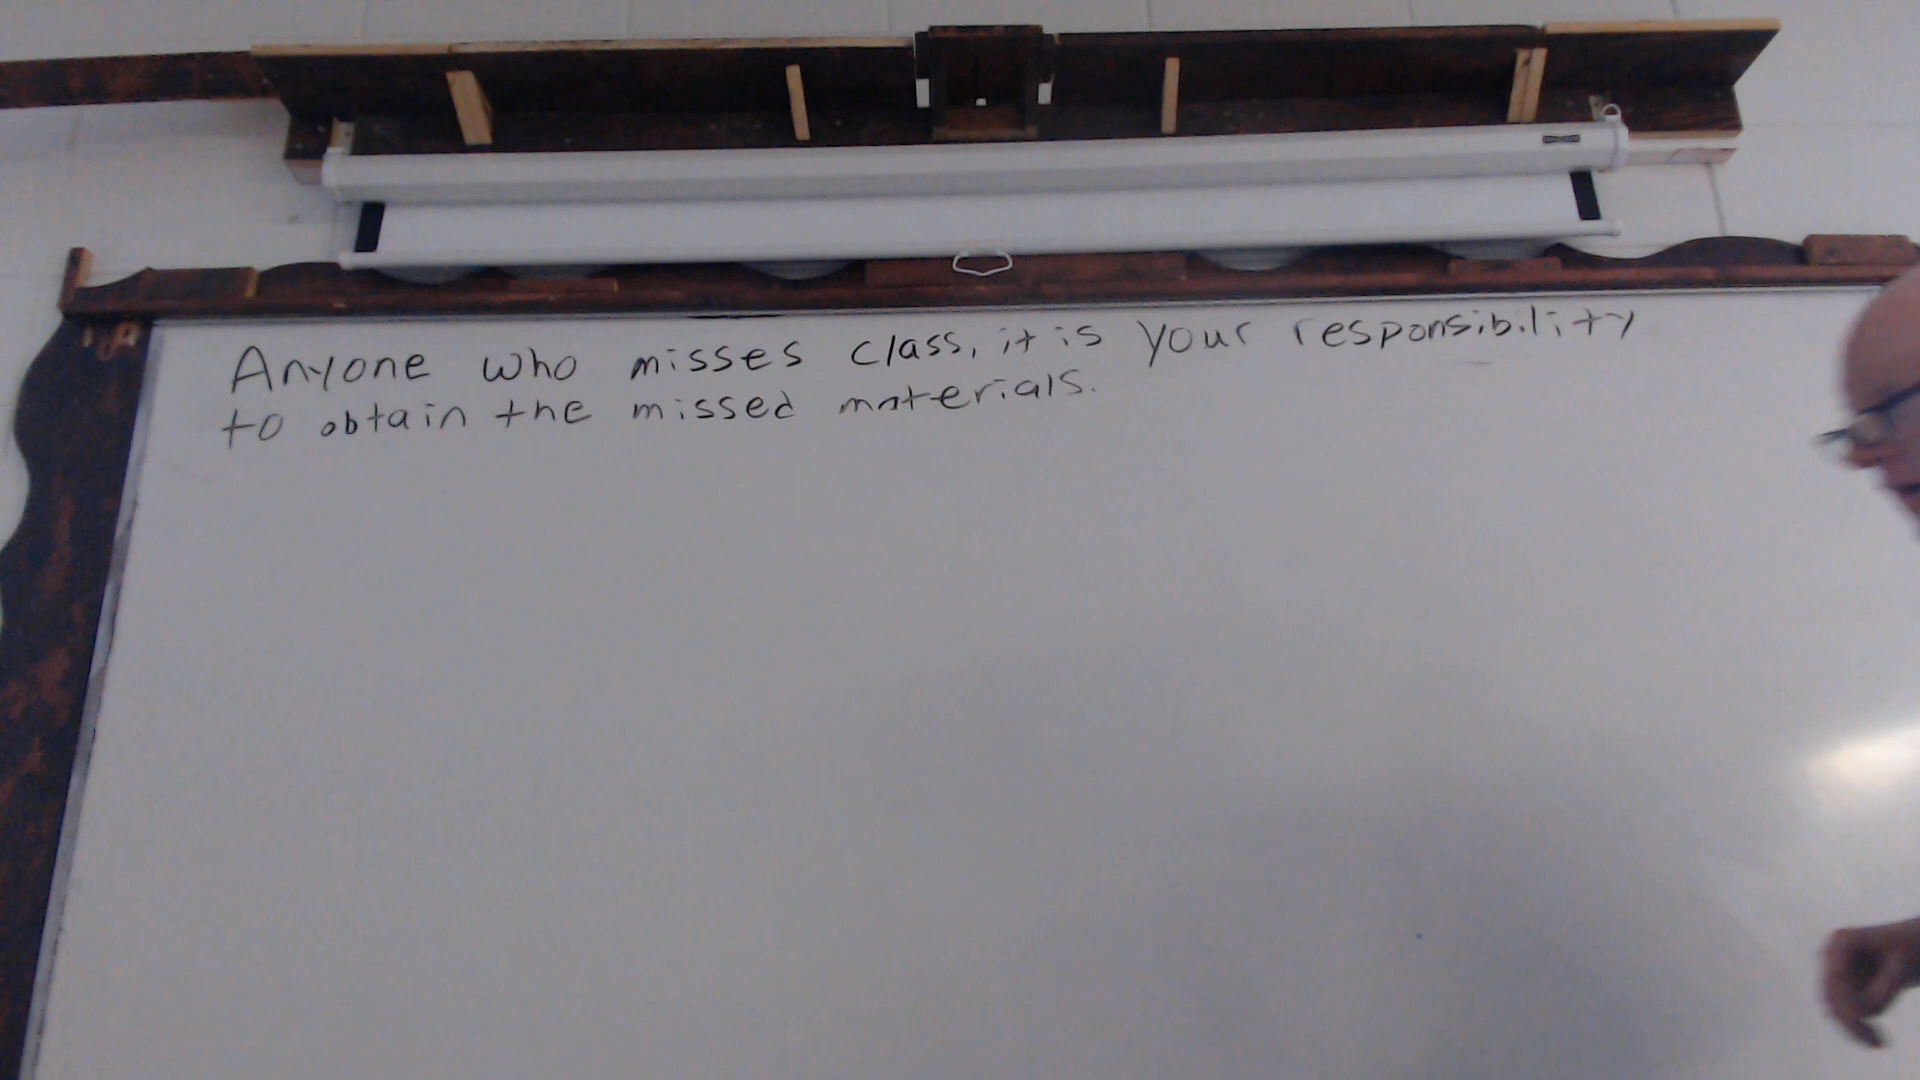 Anyone who misses class, it is your responsibility
to obtain the missed materials.